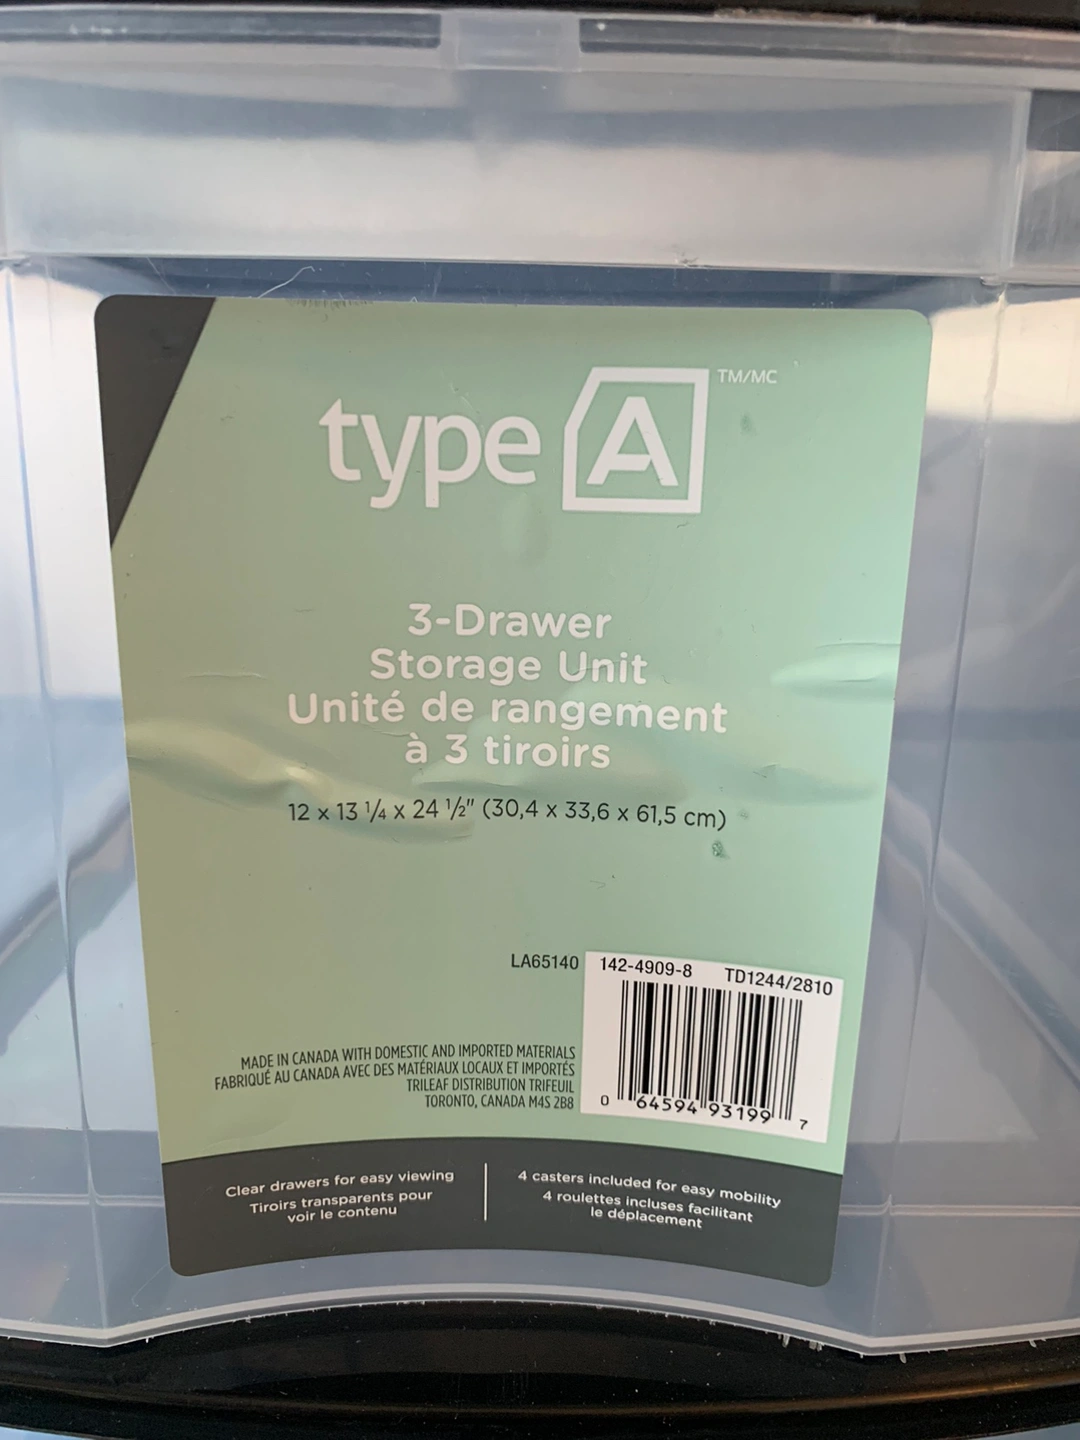 type A TM/MC
3-Drawer
Storage Unit
Unité de rangement
à 3 tiroirs
12 x 13 1/4 x 24 1/2" (30,4 x 33,6 x 61,5 cm)
LA65140
142-4909-8 TD1244/2810
0 64594 93199 7
MADE IN CANADA WITH DOMESTIC AND IMPORTED MATERIALS
FABRIQUÉ AU CANADA AVEC DES MATÉRIAUX LOCAUX ET IMPORTÉS
TRILEAF DISTRIBUTION TRIFEUIL
TORONTO, CANADA M4S 2B8
Clear drawers for easy viewing
Tiroirs transparents pour
voir le contenu
4 casters included for easy mobility
4 roulettes incluses facilitant
le déplacement